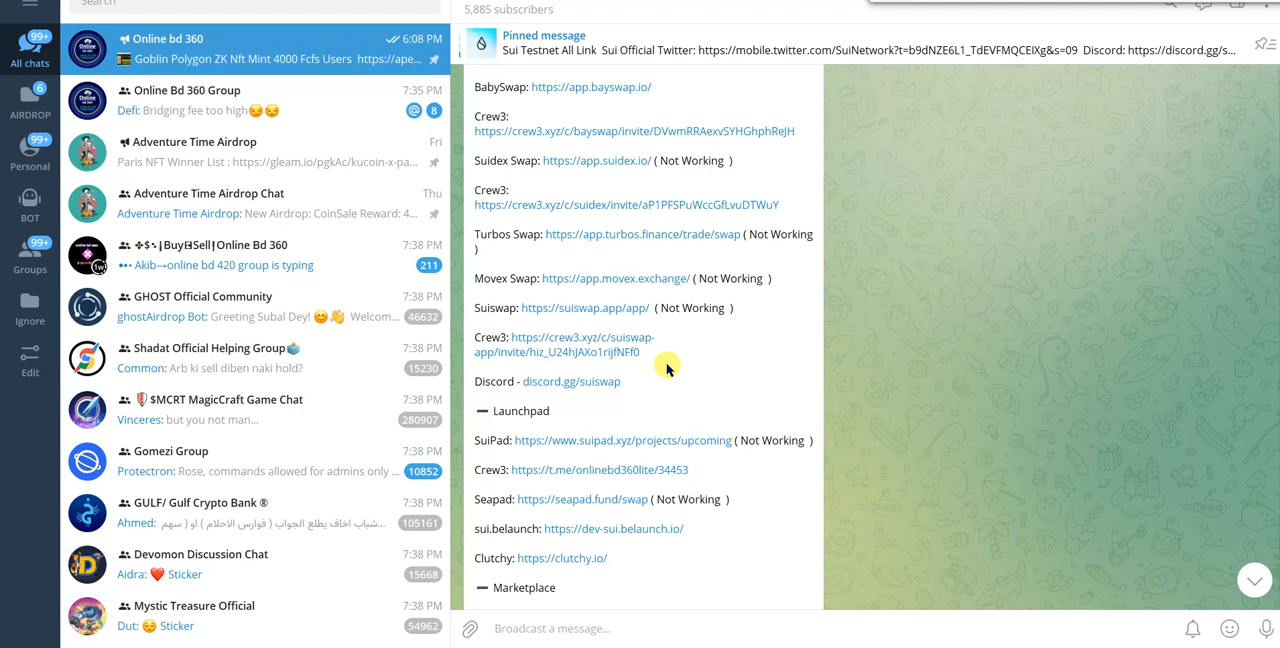 Search
99+
All chats
6
AIRDROP
99+
Personal
BOT
99+
Groups
Ignore
Edit
Online bd 360
6:08 PM
Goblin Polygon ZK Nft Mint 4000 Fcfs Users https://ape...
Online Bd 360 Group
7:35 PM
Defi: Bridging fee too high😔😔
@ 8
Adventure Time Airdrop
Fri
Paris NFT Winner List : https://gleam.io/pgkAc/kucoin-x-pa...
Adventure Time Airdrop Chat
Thu
Adventure Time Airdrop: New Airdrop: CoinSale Reward: 4...
Online Bd 360
7:38 PM
Akib→online bd 420 group is typing
211
1w
GHOST Official Community
7:38 PM
ghostAirdrop Bot: Greeting Subal Dey! 😊👋 Welcom...
46632
Shadat Official Helping Group
7:38 PM
Common: Arb ki sell diben naki hold?
15230
$MCRT MagicCraft Game Chat
7:38 PM
Vinceres: but you not man...
280907
Gomezi Group
7:38 PM
Protectron: Rose, commands allowed for admins only ...
10852
GULF/ Gulf Crypto Bank ®
7:38 PM
Ahmed: شباب اخاف يطلع الجواب ( فوارس الاحلام ) او ( سهم...
105161
Devomon Discussion Chat
7:38 PM
Aidra: ❤️ Sticker
15668
Mystic Treasure Official
7:38 PM
Dut: 😔 Sticker
54962
5,885 subscribers
Pinned message
Sui Testnet All Link Sui Official Twitter: https://mobile.twitter.com/SuiNetwork?t=b9dNZE6L1_TdEVFMQCEIXg&s=09 Discord: https://discord.gg/s...
BabySwap: https://app.bayswap.io/
Crew3:
https://crew3.xyz/c/bayswap/invite/DVwmRRAexvSYHGhphReJH
Suidex Swap: https://app.suidex.io/ ( Not Working )
Crew3:
https://crew3.xyz/c/suidex/invite/aP1PFSPuWccGfLvuDTWuY
Turbos Swap: https://app.turbos.finance/trade/swap ( Not Working
)
Movex Swap: https://app.movex.exchange/ ( Not Working )
Suiswap: https://suiswap.app/app/ ( Not Working )
Crew3: https://crew3.xyz/c/suiswap-
app/invite/hiz_U24hJAXo1rijfNFf0
Discord - discord.gg/suiswap
➖ Launchpad
SuiPad: https://www.suipad.xyz/projects/upcoming ( Not Working )
Crew3: https://t.me/onlinebd360lite/34453
Seapad: https://seapad.fund/swap ( Not Working )
sui.belaunch: https://dev-sui.belaunch.io/
Clutchy: https://clutchy.io/
➖ Marketplace
Broadcast a message...